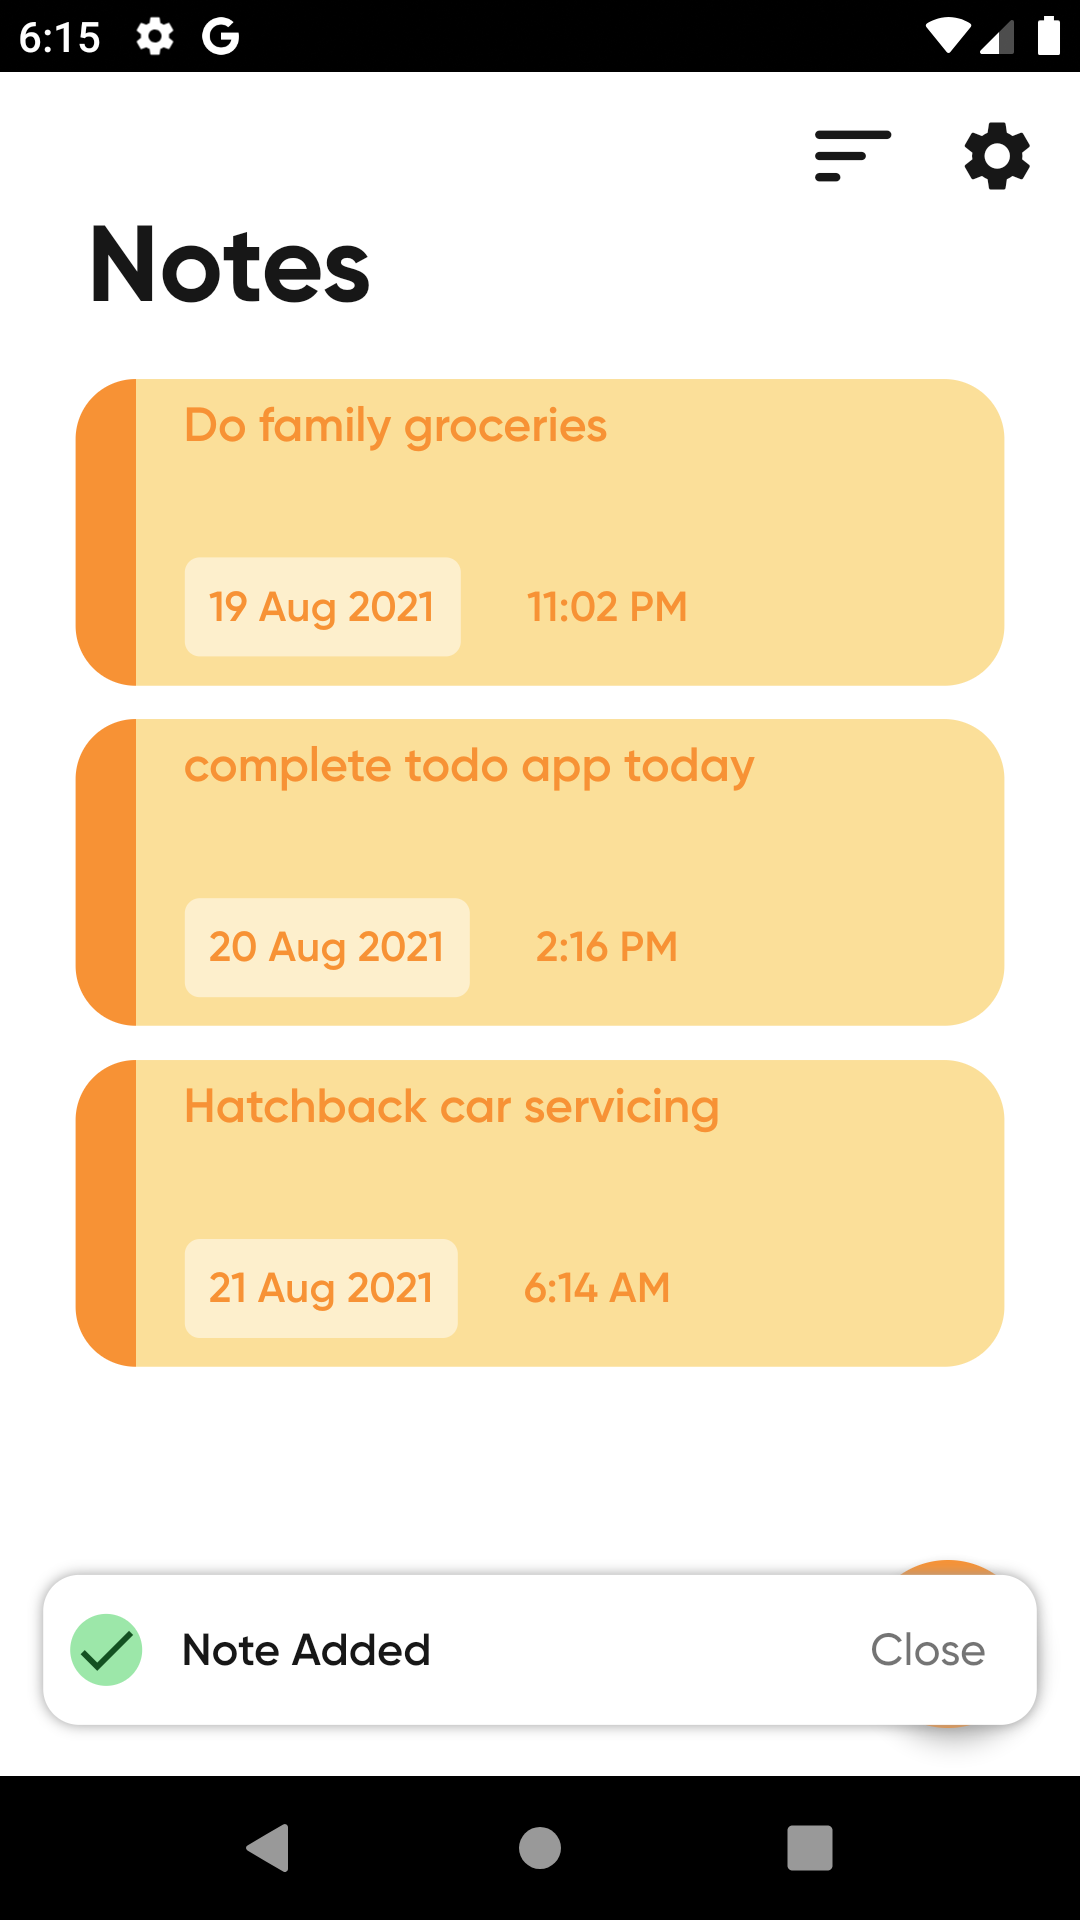 6:15
Notes
Do family groceries
19 Aug 2021 11:02 PM
complete todo app today
20 Aug 2021 2:16 PM
Hatchback car servicing
21 Aug 2021 6:14 AM
Note Added Close